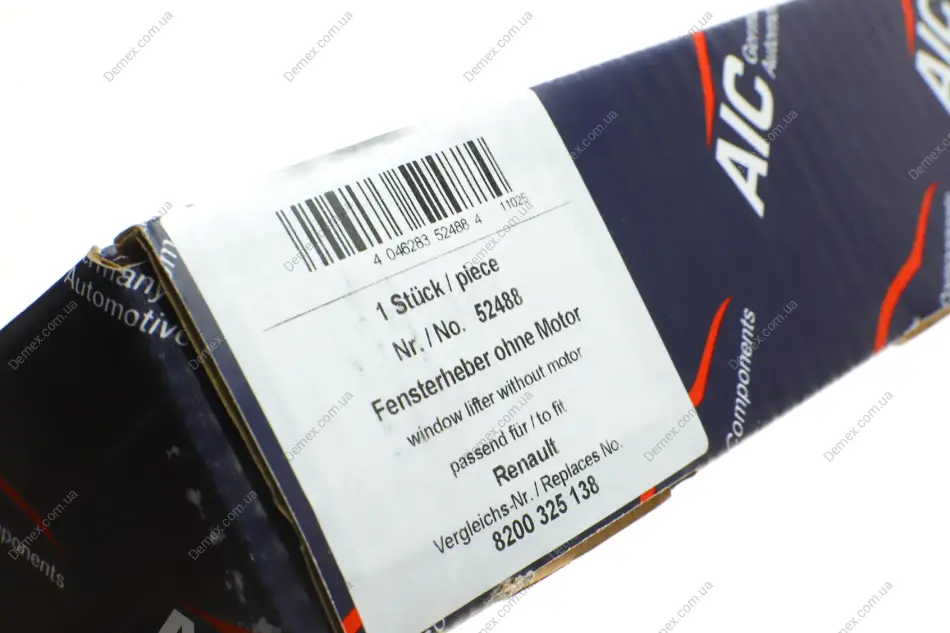 4 046283 52488 4
11025
1 Stück / piece
Nr. / No. 52488
Fensterheber ohne Motor
window lifter without motor
passend für / to fit
Renault
Vergleichs-Nr. / Replaces No.
8200 325 138
AIC
Components
AIC
Automotive
Demex.com.ua